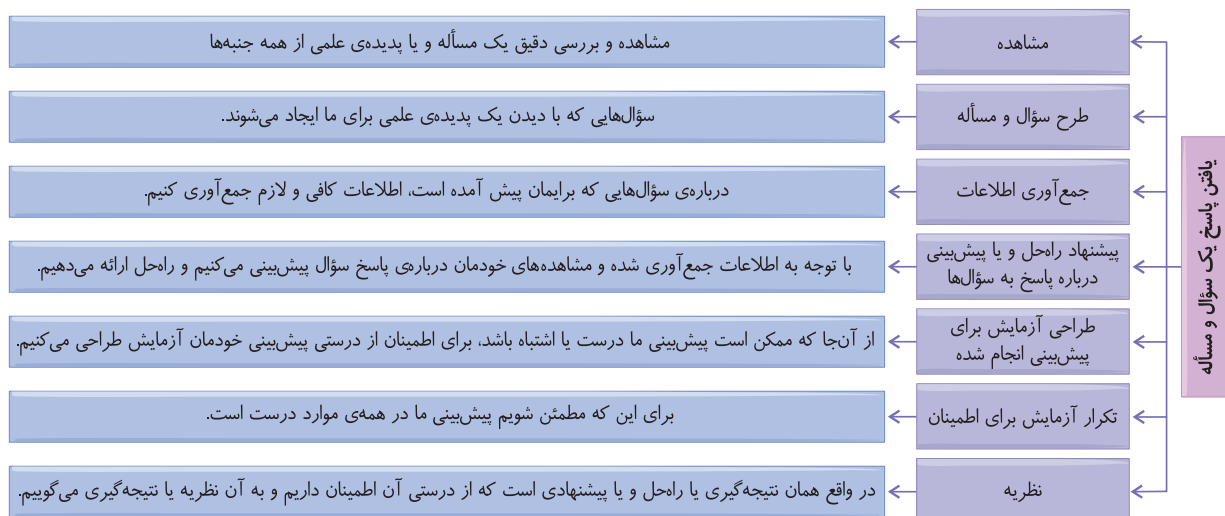 یافتن پاسخ یک سؤال و مسأله
مشاهده
مشاهده و بررسی دقیق یک مسأله و یا پدیده‌ی علمی از همه جنبه‌ها
طرح سؤال و مسأله
سؤال‌هایی که با دیدن یک پدیده‌ی علمی برای ما ایجاد می‌شوند.
جمع‌آوری اطلاعات
درباره‌ی سؤال‌هایی که برایمان پیش آمده است، اطلاعات کافی و لازم جمع‌آوری کنیم.
پیشنهاد راه‌حل و یا پیش‌بینی
درباره پاسخ به سؤال‌ها
با توجه به اطلاعات جمع‌آوری شده و مشاهده‌های خودمان درباره‌ی پاسخ سؤال پیش‌بینی می‌کنیم و راه‌حل ارائه می‌دهیم.
طراحی آزمایش برای
پیش‌بینی انجام شده
از آن‌جا که ممکن است پیش‌بینی ما درست یا اشتباه باشد، برای اطمینان از درستی پیش‌بینی خودمان آزمایش طراحی می‌کنیم.
تکرار آزمایش برای اطمینان
برای این که مطمئن شویم پیش‌بینی ما در همه‌ی موارد درست است.
نظریه
در واقع همان نتیجه‌گیری یا راه‌حل و یا پیشنهادی است که از درستی آن اطمینان داریم و به آن نظریه یا نتیجه‌گیری می‌گوییم.